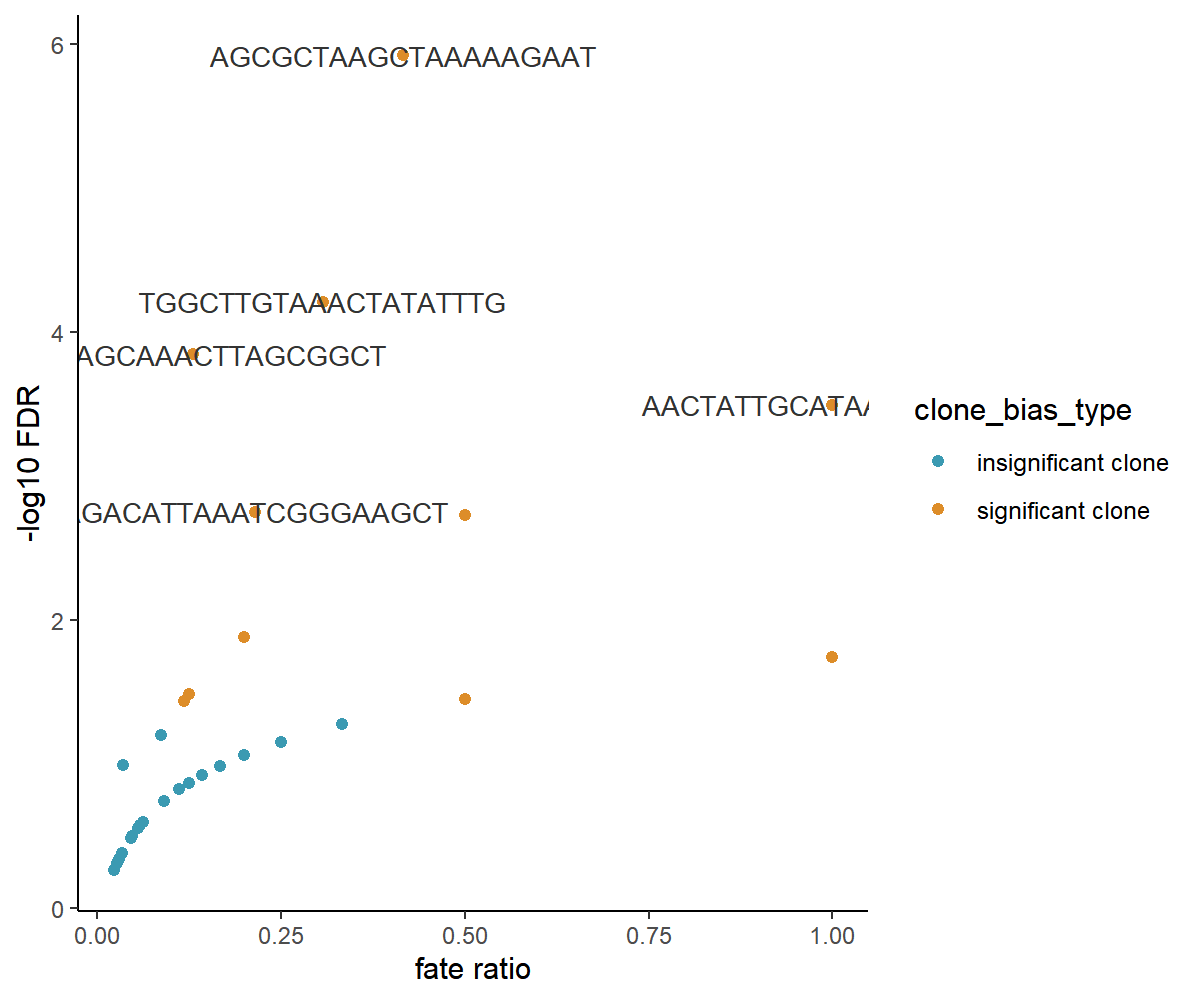 6
AGCGCTAAGCTAAAAAGAAT
TGGCTTGTAAACTATATTTG
4
AGCAAACTTAGCGGCT
AACTATTGCATAA
clone_bias_type
-log10 FDR
insignificant clone
GACATTAAATCGGGAAGCT
significant clone
2
0
0.00 0.25 0.50 0.75 1.00
fate ratio